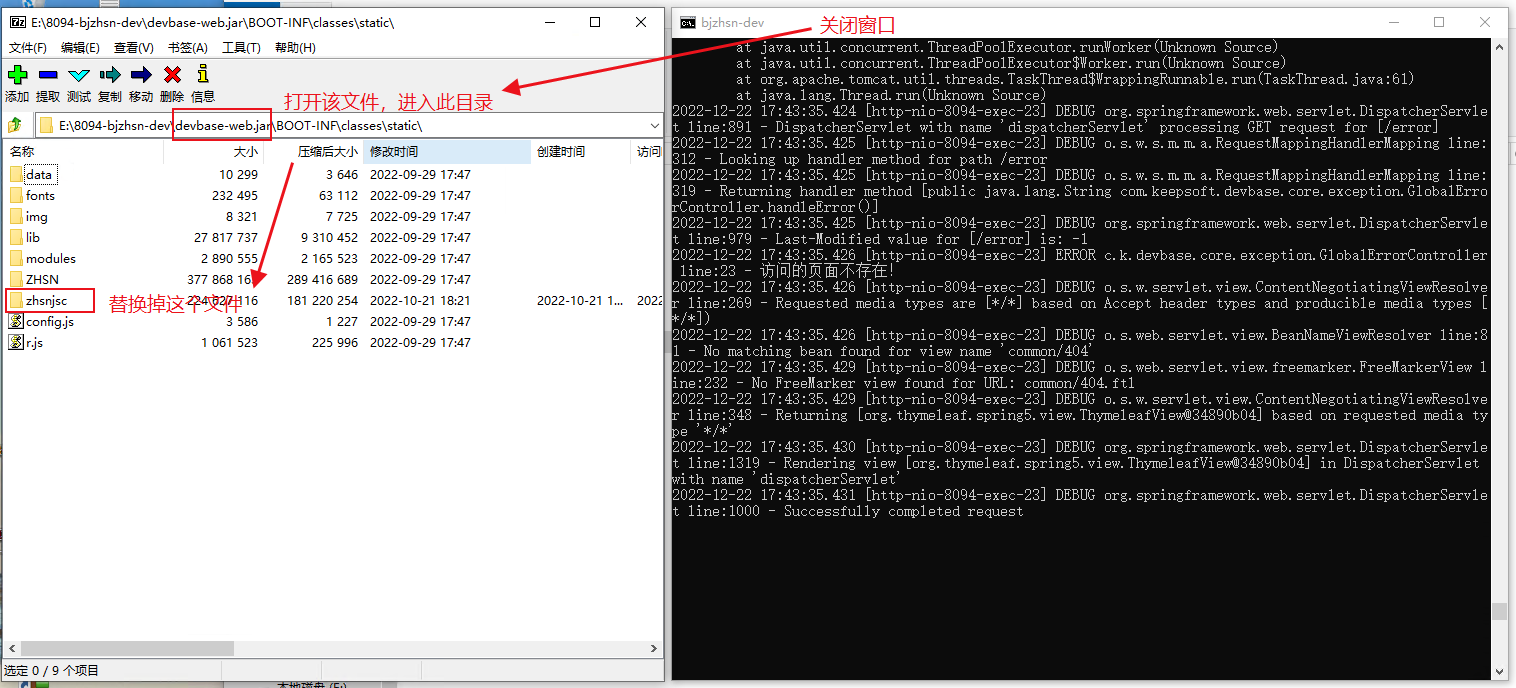 E:\8094-bjzhsn-dev\devbase-web.jar\BOOT-INF\classes\static\
文件(F) 编辑(E) 查看(V) 书签(A) 工具(T) 帮助(H)
添加 提取 测试 复制 移动 删除 信息
打开该文件，进入此目录
E:\8094-bjzhsn-dev\devbase-web.jar\BOOT-INF\classes\static\
名称 大小 压缩后大小 修改时间 创建时间 访问
data 10 299 3 646 2022-09-29 17:47
fonts 232 495 63 112 2022-09-29 17:47
img 8 321 7 725 2022-09-29 17:47
lib 27 817 737 9 310 452 2022-09-29 17:47
modules 2 890 555 2 165 523 2022-09-29 17:47
ZHSN 377 868 16 289 416 689 2022-09-29 17:47
zhsnjsc 116 181 220 254 2022-10-21 18:21 2022-10-21 1... 2022
替换掉这个文件
config.js 3 586 1 227 2022-09-29 17:47
r.js 1 061 523 225 996 2022-09-29 17:47
选定 0 / 9 个项目
本地磁盘 (F:)
bjzhsn-dev
关闭窗口
at java.util.concurrent.ThreadPoolExecutor.runWorker(Unknown Source)
at java.util.concurrent.ThreadPoolExecutor$Worker.run(Unknown Source)
at org.apache.tomcat.util.threads.TaskThread$WrappingRunnable.run(TaskThread.java:61)
at java.lang.Thread.run(Unknown Source)
2022-12-22 17:43:35.424 [http-nio-8094-exec-23] DEBUG org.springframework.web.servlet.DispatcherServle
t line:891 - DispatcherServlet with name 'dispatcherServlet' processing GET request for [/error]
2022-12-22 17:43:35.425 [http-nio-8094-exec-23] DEBUG o.s.w.s.m.m.a.RequestMappingHandlerMapping line:
312 - Looking up handler method for path /error
2022-12-22 17:43:35.425 [http-nio-8094-exec-23] DEBUG o.s.w.s.m.m.a.RequestMappingHandlerMapping line:
319 - Returning handler method [public java.lang.String com.keepsoft.devbase.core.exception.GlobalErro
rController.handleError()]
2022-12-22 17:43:35.425 [http-nio-8094-exec-23] DEBUG org.springframework.web.servlet.DispatcherServle
t line:979 - Last-Modified value for [/error] is: -1
2022-12-22 17:43:35.426 [http-nio-8094-exec-23] ERROR c.k.devbase.core.exception.GlobalErrorController
line:23 - 访问的页面不存在!
2022-12-22 17:43:35.426 [http-nio-8094-exec-23] DEBUG o.s.w.servlet.view.ContentNegotiatingViewResolve
r line:269 - Requested media types are [*/*] based on Accept header types and producible media types [
*/*])
2022-12-22 17:43:35.426 [http-nio-8094-exec-23] DEBUG o.s.web.servlet.view.BeanNameViewResolver line:8
1 - No matching bean found for view name 'common/404'
2022-12-22 17:43:35.429 [http-nio-8094-exec-23] DEBUG o.s.web.servlet.view.freemarker.FreeMarkerView l
ine:232 - No FreeMarker view found for URL: common/404.ftl
2022-12-22 17:43:35.429 [http-nio-8094-exec-23] DEBUG o.s.w.servlet.view.ContentNegotiatingViewResolve
r line:348 - Returning [org.thymeleaf.spring5.view.ThymeleafView@34890b04] based on requested media ty
pe '*/*'
2022-12-22 17:43:35.430 [http-nio-8094-exec-23] DEBUG org.springframework.web.servlet.DispatcherServle
t line:1319 - Rendering view [org.thymeleaf.spring5.view.ThymeleafView@34890b04] in DispatcherServlet
with name 'dispatcherServlet'
2022-12-22 17:43:35.431 [http-nio-8094-exec-23] DEBUG org.springframework.web.servlet.DispatcherServle
t line:1000 - Successfully completed request